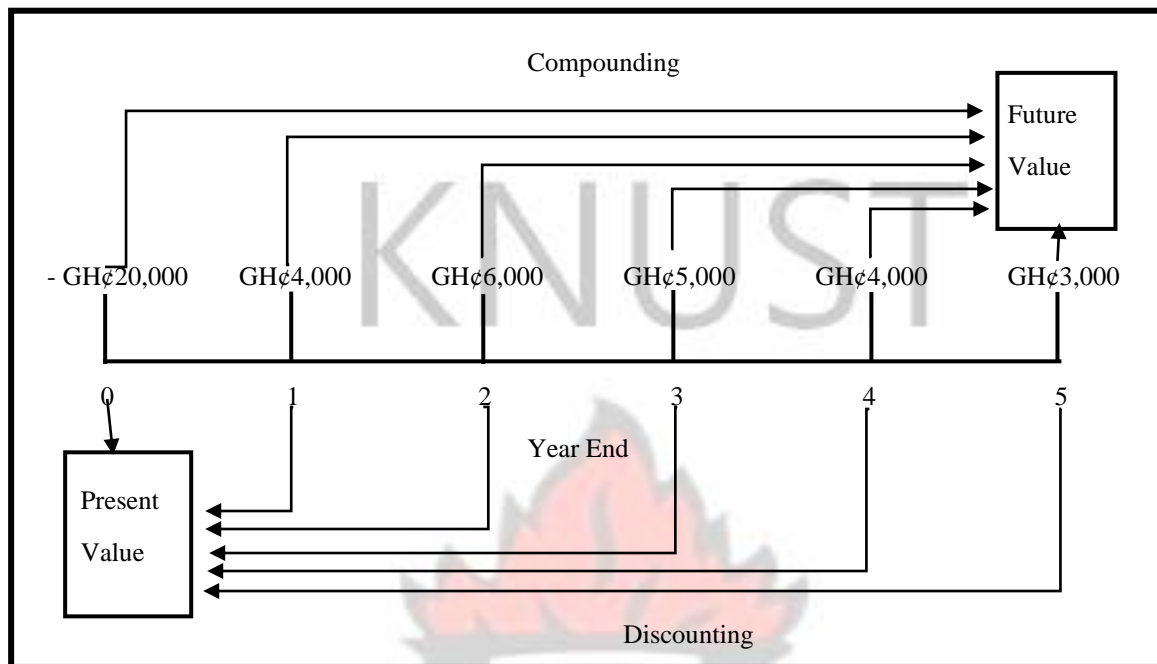 Compounding
Future
Value
KNUST
- GH₵20,000 GH₵4,000 GH₵6,000 GH₵5,000 GH₵4,000 GH₵3,000
0 1 2 3 4 5
Year End
Present
Value
Discounting